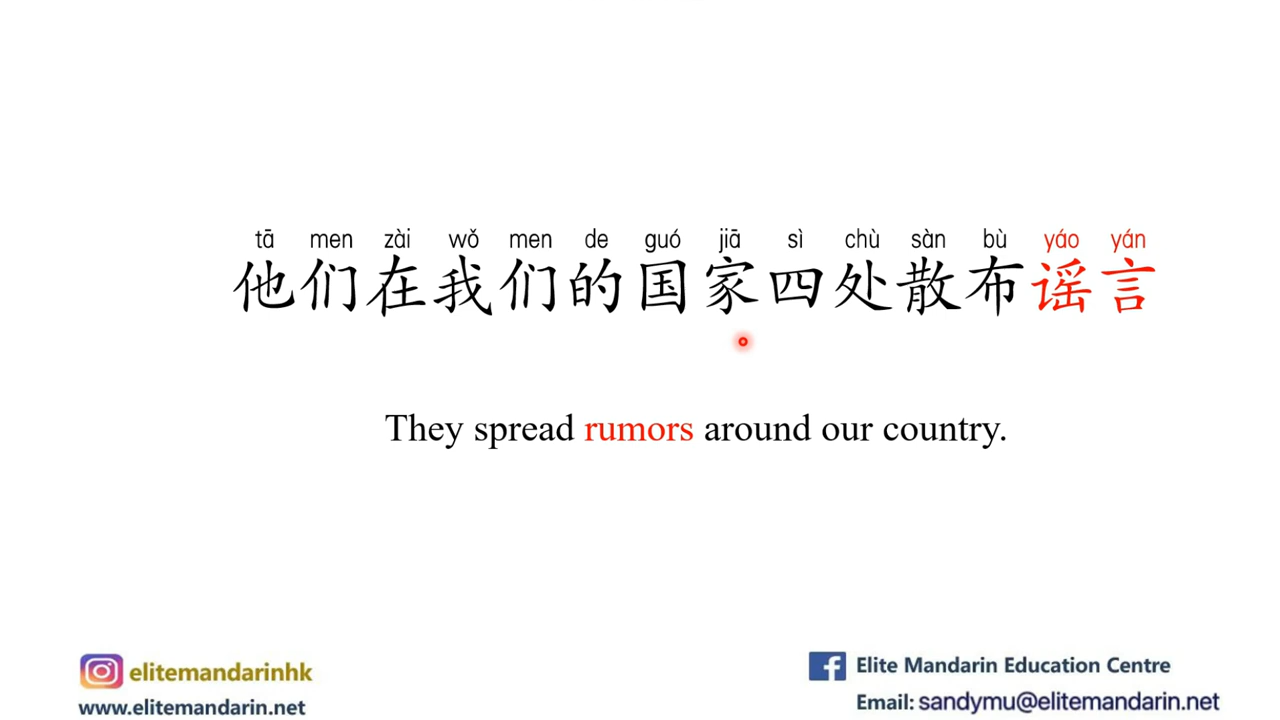 tā men zài wǒ men de guó jiā sì chù sàn bù yáo yán
他们在我们的国家四处散布谣言
They spread rumors around our country.
elitemandarinhk
www.elitemandarin.net
Elite Mandarin Education Centre
Email: sandymu@elitemandarin.net